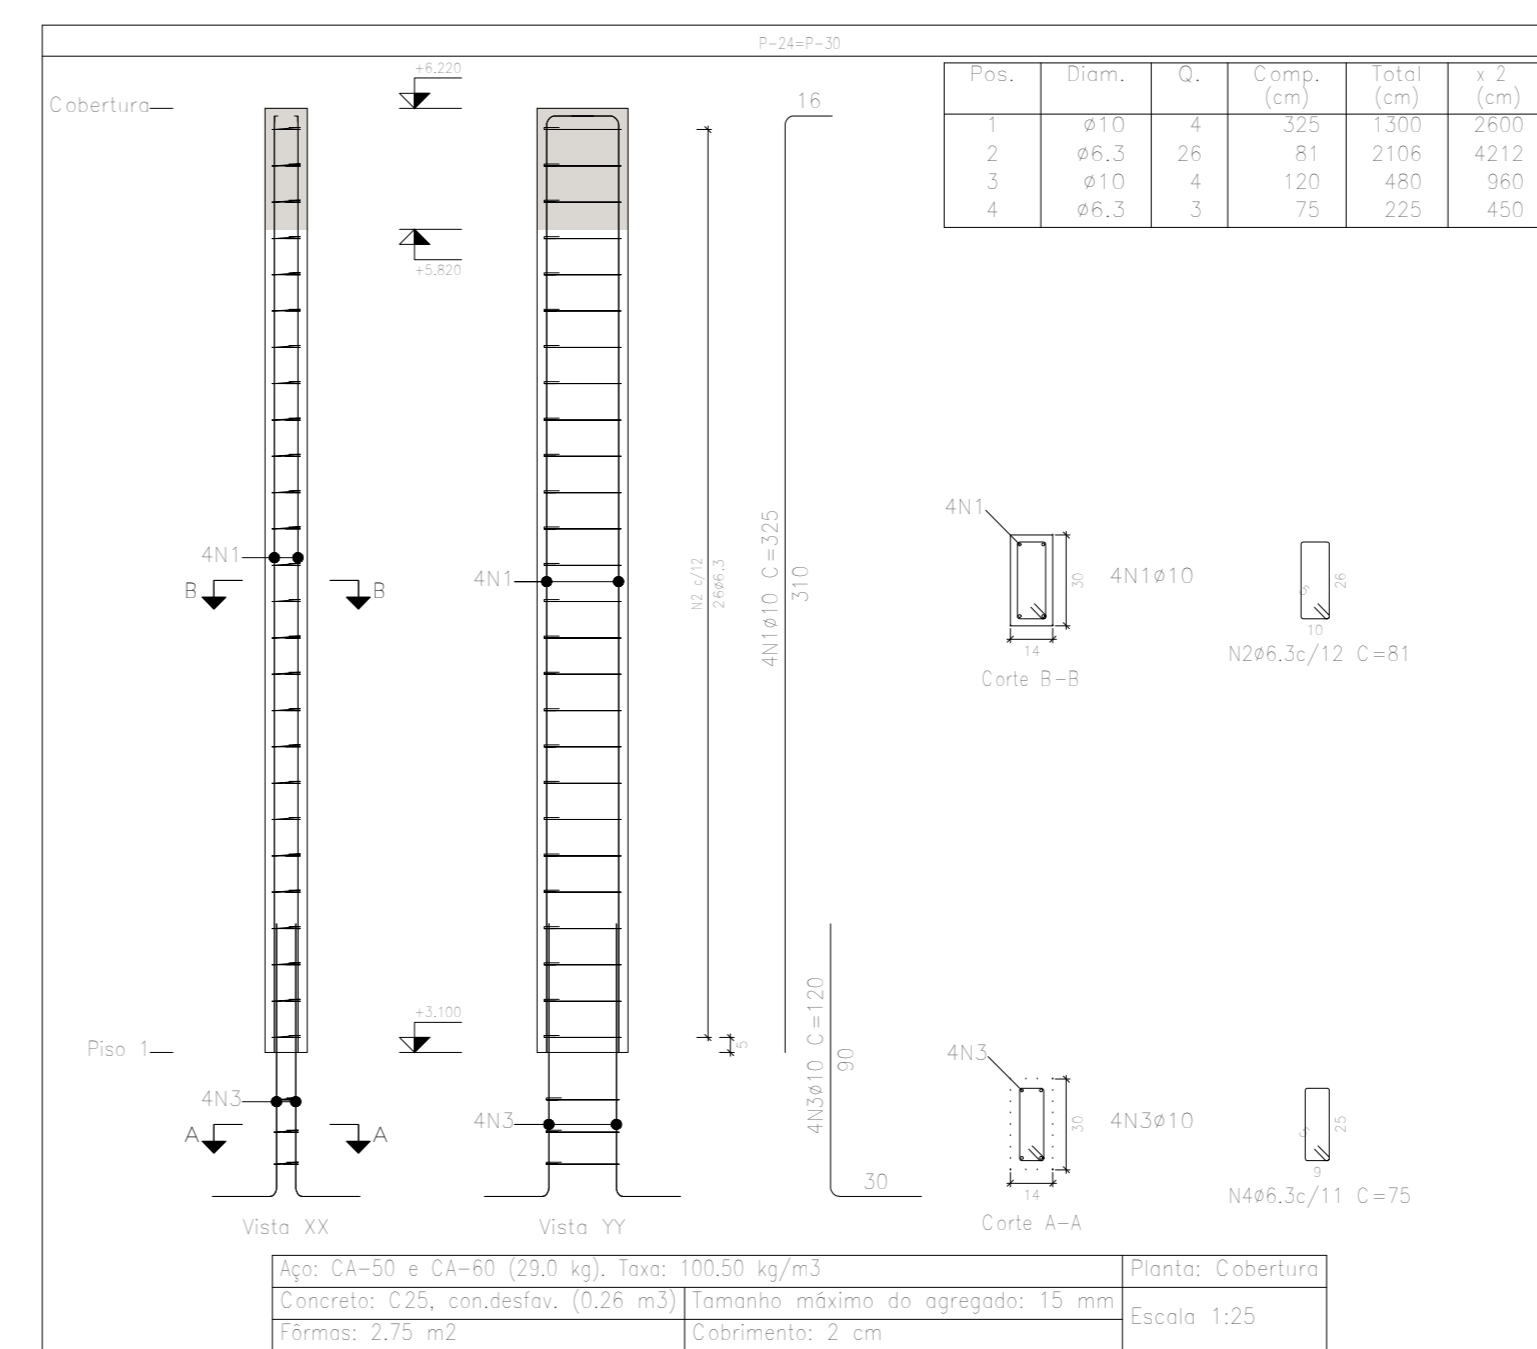 P-24=P-30
Cobertura
+6.220
+5.820
16
Pos. Diam. Q. Comp. (cm) Total (cm) x 2 (cm)
1 ø10 4 325 1300 2600
2 ø6.3 26 81 2106 4212
3 ø10 4 120 480 960
4 ø6.3 3 75 225 450
4N1
B B
4N1
N2 c/12
26ø6.3
4N1ø10 C=325
310
4N1
30
14
4N1ø10
Corte B-B
5
26
10
N2ø6.3c/12 C=81
Piso 1
+3.100
5
4N3
A A
4N3
4N3ø10 C=120
90
30
4N3
30
14
4N3ø10
Corte A-A
5
25
9
N4ø6.3c/11 C=75
Vista XX
Vista YY
Aço: CA-50 e CA-60 (29.0 kg). Taxa: 100.50 kg/m3
Planta: Cobertura
Concreto: C25, con.desfav. (0.26 m3)
Tamanho máximo do agregado: 15 mm
Escala 1:25
Fôrmas: 2.75 m2
Cobrimento: 2 cm